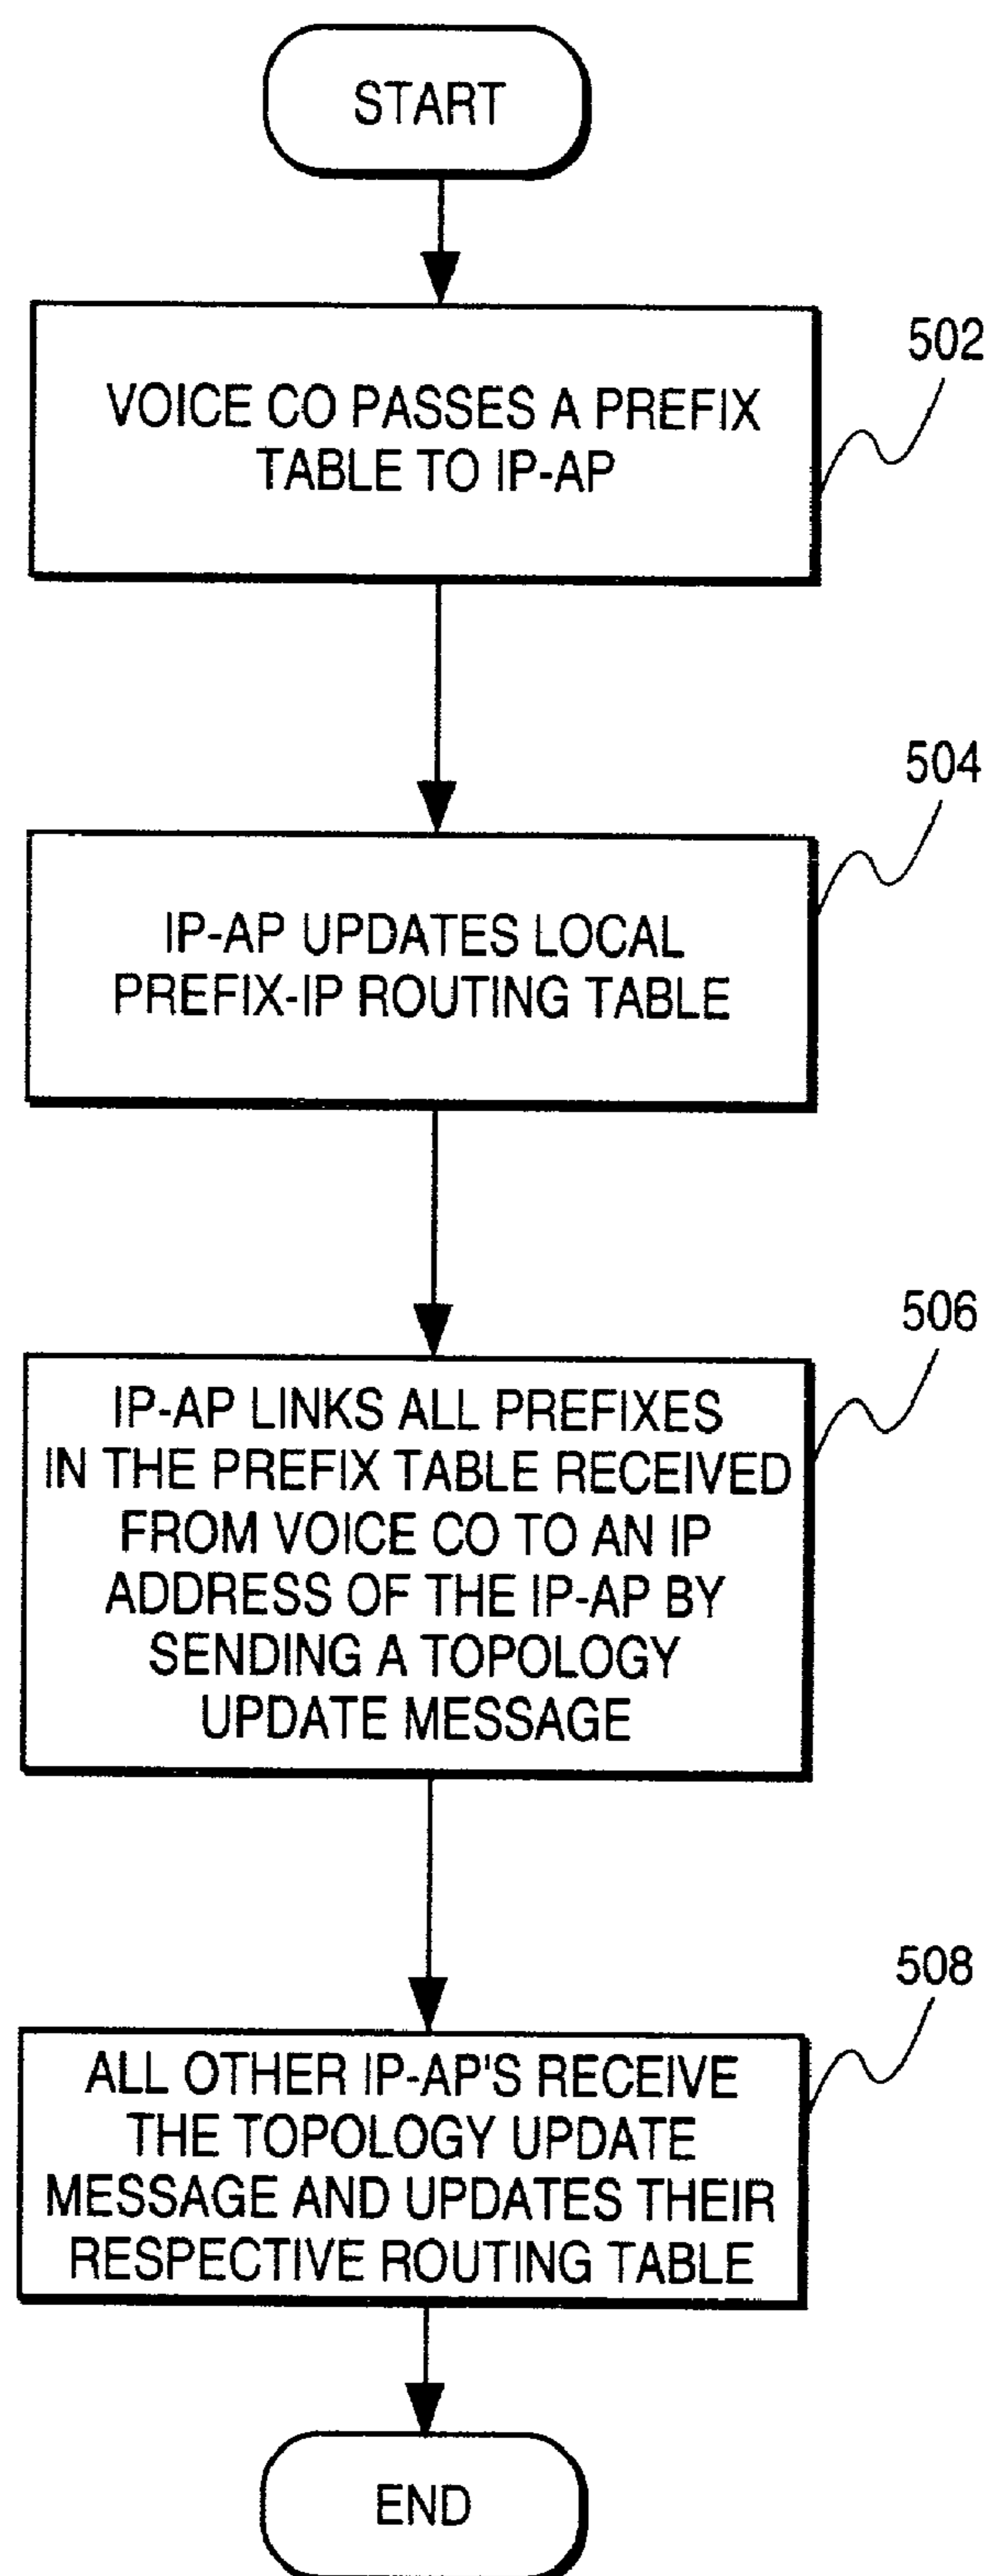 START
502
VOICE CO PASSES A PREFIX
TABLE TO IP-AP
504
IP-AP UPDATES LOCAL
PREFIX-IP ROUTING TABLE
506
IP-AP LINKS ALL PREFIXES
IN THE PREFIX TABLE RECEIVED
FROM VOICE CO TO AN IP
ADDRESS OF THE IP-AP BY
SENDING A TOPOLOGY
UPDATE MESSAGE
508
ALL OTHER IP-AP'S RECEIVE
THE TOPOLOGY UPDATE
MESSAGE AND UPDATES THEIR
RESPECTIVE ROUTING TABLE
END